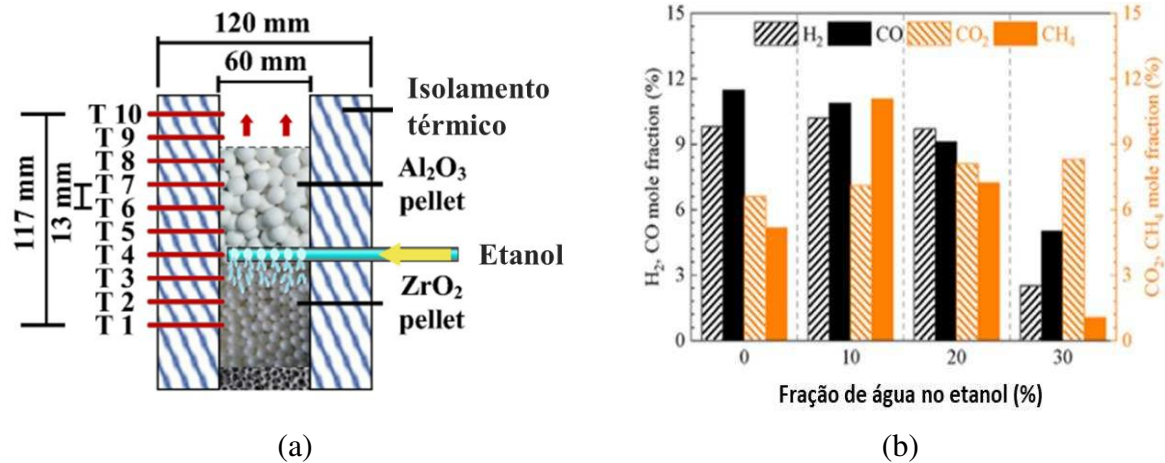 120 mm
60 mm
Isolamento
térmico
T 10
T 9
T 8
T 7
T 6
T 5
T 4
T 3
T 2
T 1
117 mm
13 mm
Al₂O₃
pellet
Etanol
ZrO₂
pellet
(a)
H₂ CO CO₂ CH₄
15
12
9
6
3
0
H₂, CO mole fraction (%)
15
12
9
6
3
0
CO₂, CH₄ mole fraction (%)
0 10 20 30
Fração de água no etanol (%)
(b)